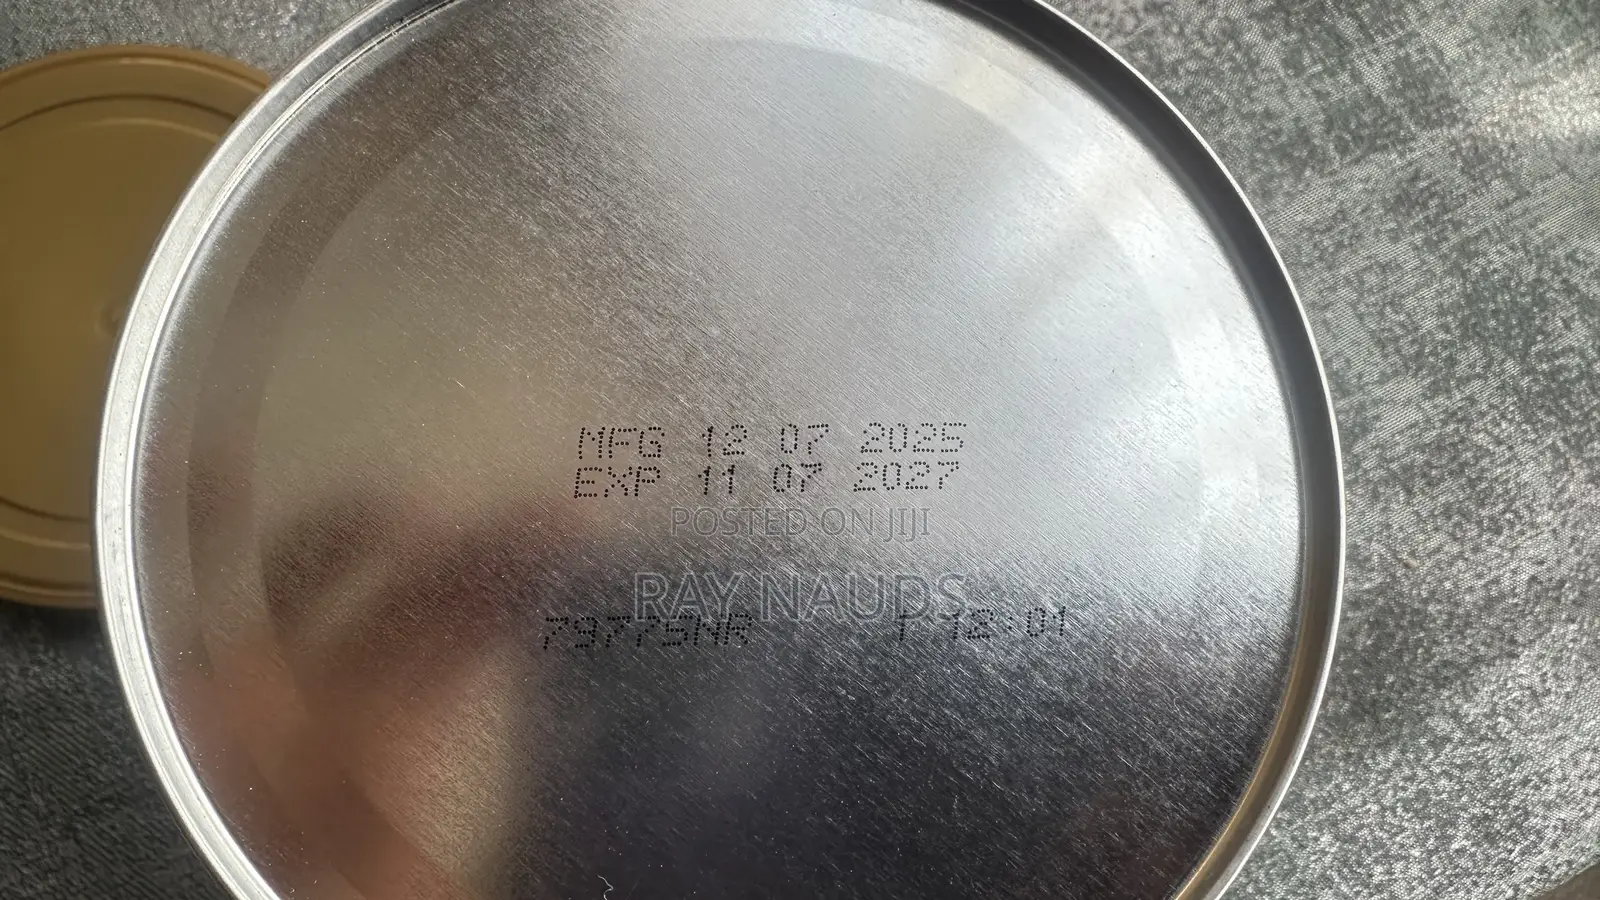 MFG 12 07 2025
EXP 11 07 2027
POSTED ON JIJI
RAY NAUDS
79775NR T 12:01